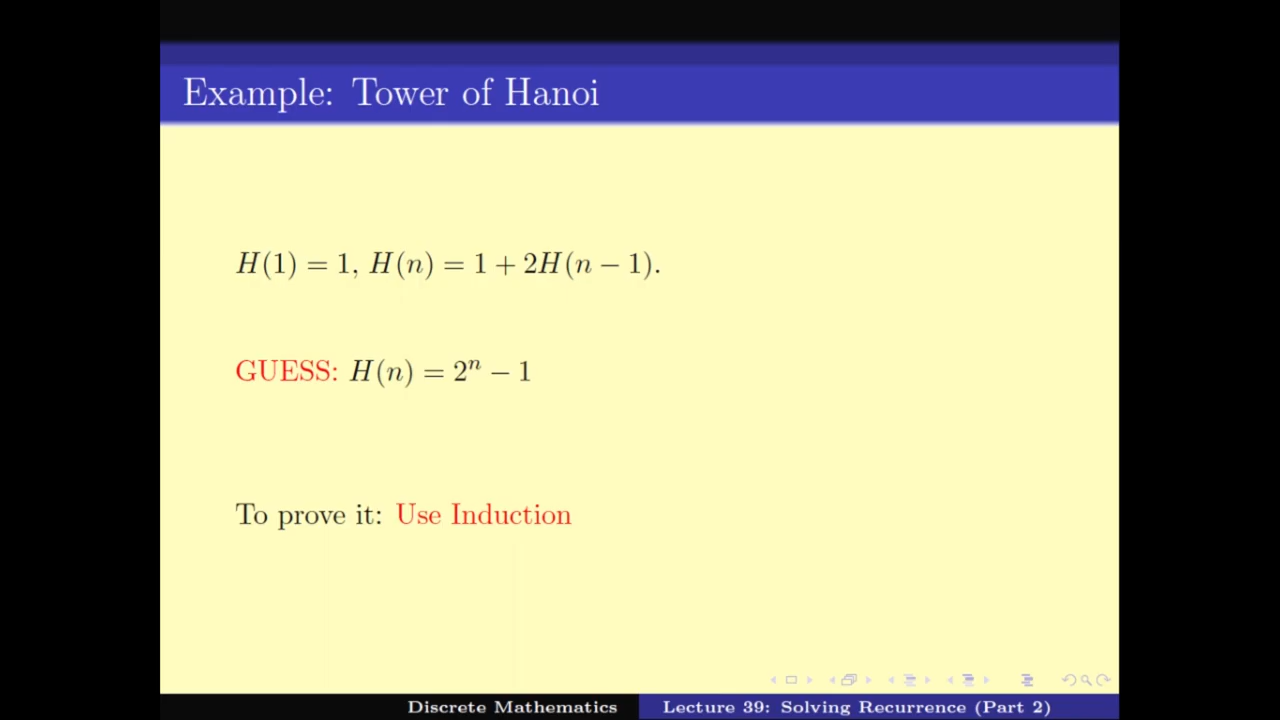 Example: Tower of Hanoi
H(1) = 1, H(n) = 1 + 2H(n − 1).
GUESS: H(n) = 2ⁿ − 1
To prove it: Use Induction
Discrete Mathematics
Lecture 39: Solving Recurrence (Part 2)